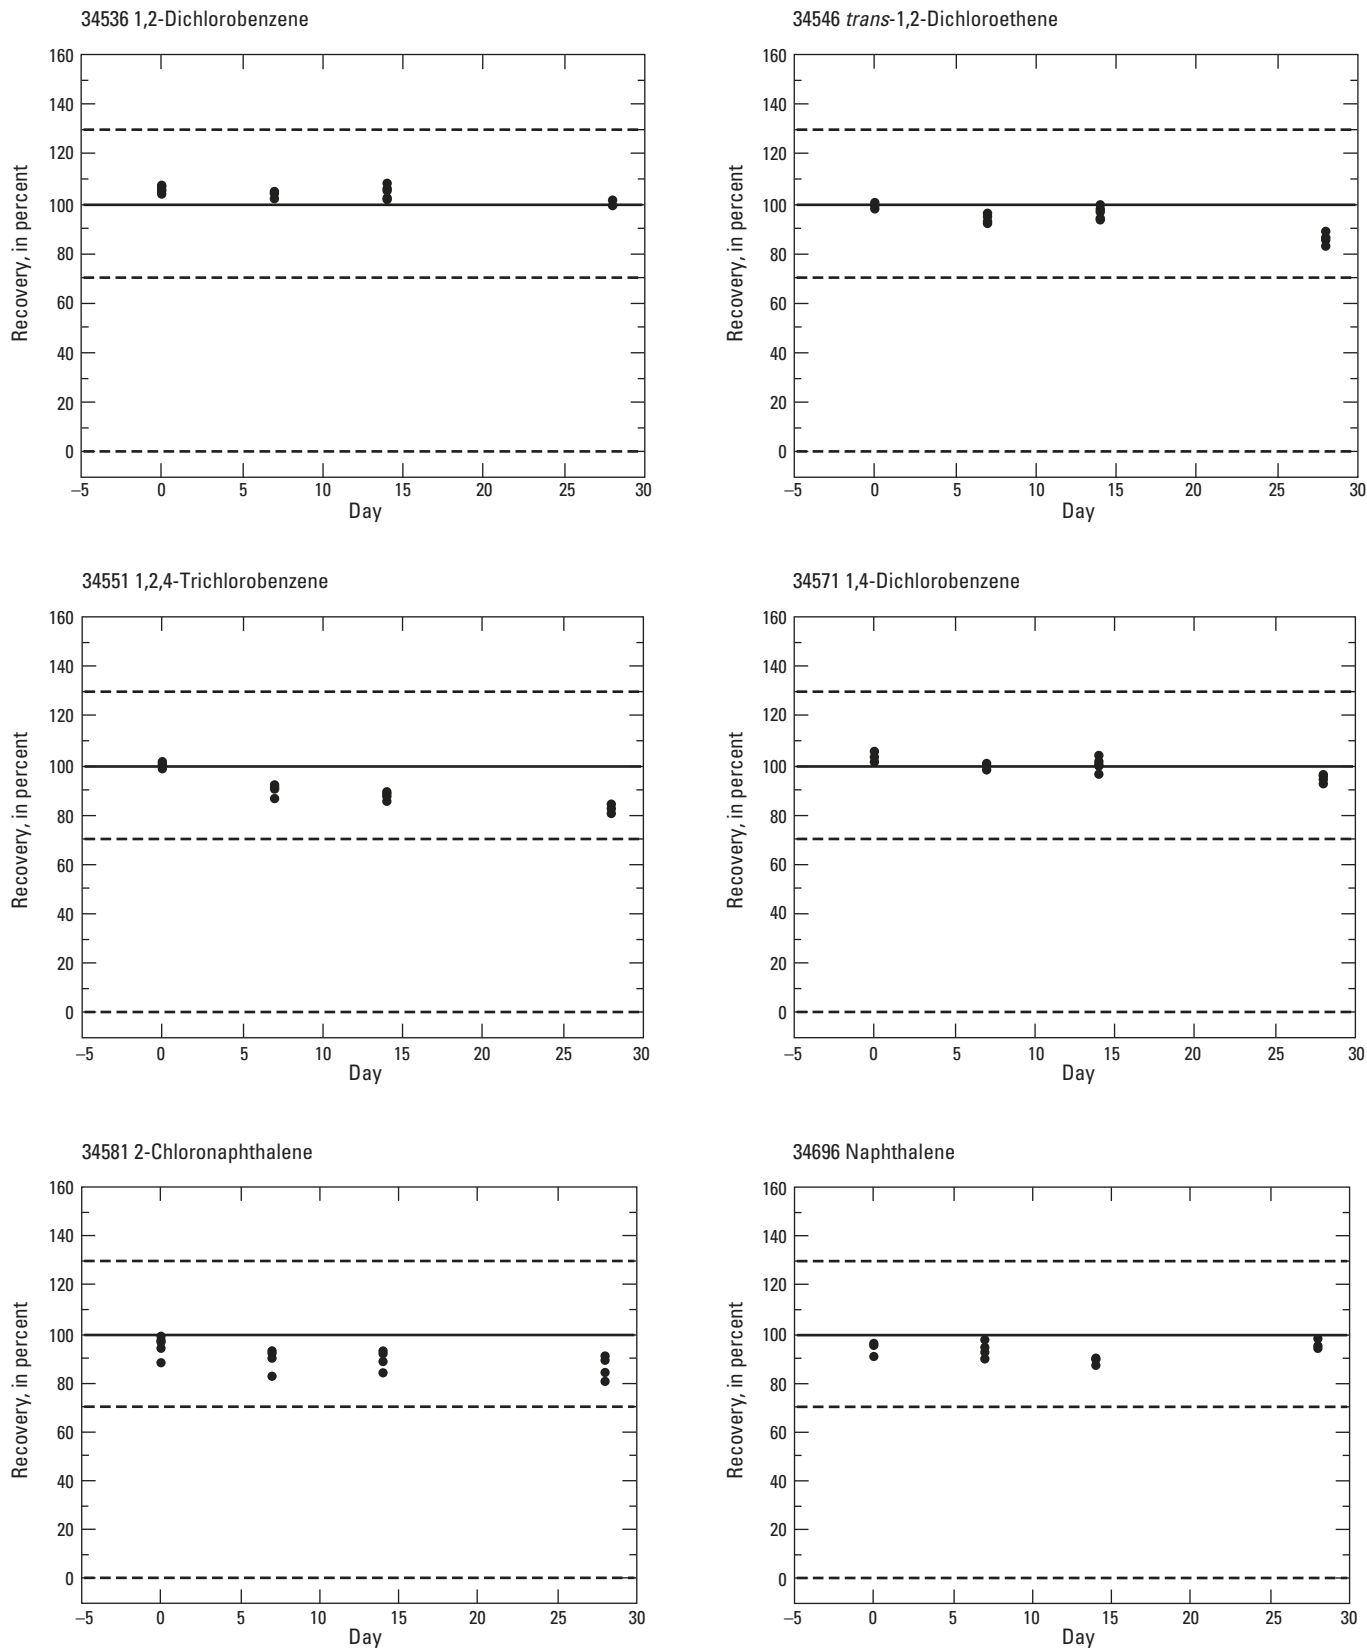 34536 1,2-Dichlorobenzene
160
140
120
100
80
60
40
20
0
Recovery, in percent
–5 0 5 10 15 20 25 30
Day
34546 trans-1,2-Dichloroethene
160
140
120
100
80
60
40
20
0
Recovery, in percent
–5 0 5 10 15 20 25 30
Day
34551 1,2,4-Trichlorobenzene
160
140
120
100
80
60
40
20
0
Recovery, in percent
–5 0 5 10 15 20 25 30
Day
34571 1,4-Dichlorobenzene
160
140
120
100
80
60
40
20
0
Recovery, in percent
–5 0 5 10 15 20 25 30
Day
34581 2-Chloronaphthalene
160
140
120
100
80
60
40
20
0
Recovery, in percent
–5 0 5 10 15 20 25 30
Day
34696 Naphthalene
160
140
120
100
80
60
40
20
0
Recovery, in percent
–5 0 5 10 15 20 25 30
Day